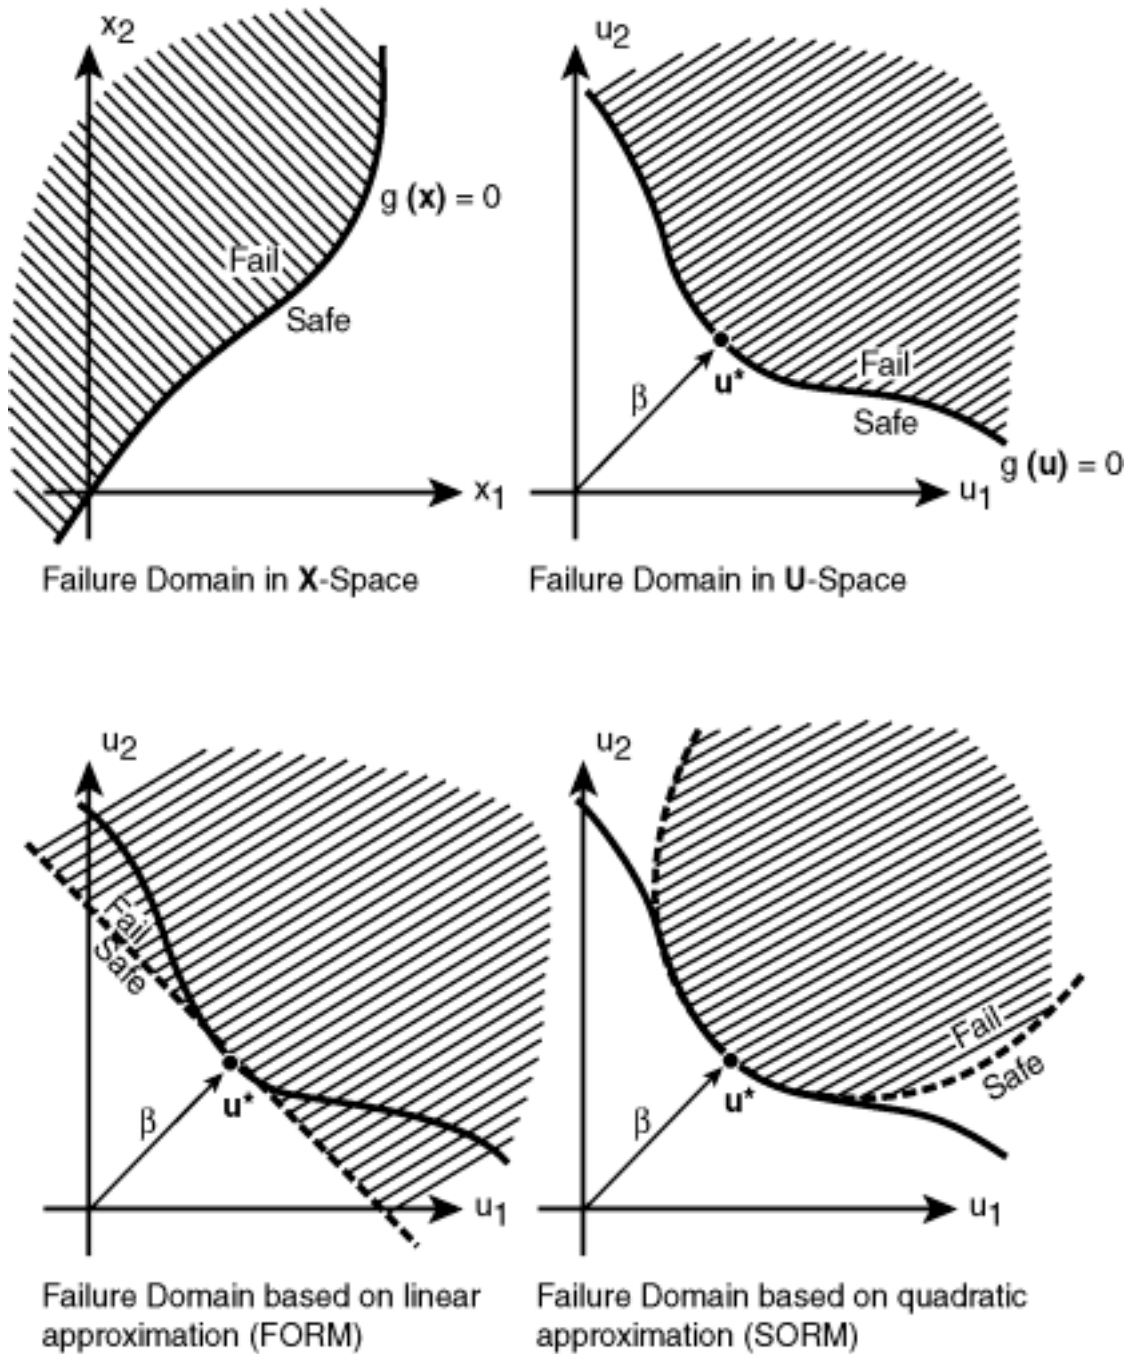 x2
g (x) = 0
Fail
Safe
x1
Failure Domain in X-Space
u2
β
u*
Fail
Safe
g (u) = 0
u1
Failure Domain in U-Space
u2
Fail
Safe
β
u*
u1
Failure Domain based on linear
approximation (FORM)
u2
Fail
Safe
β
u*
u1
Failure Domain based on quadratic
approximation (SORM)